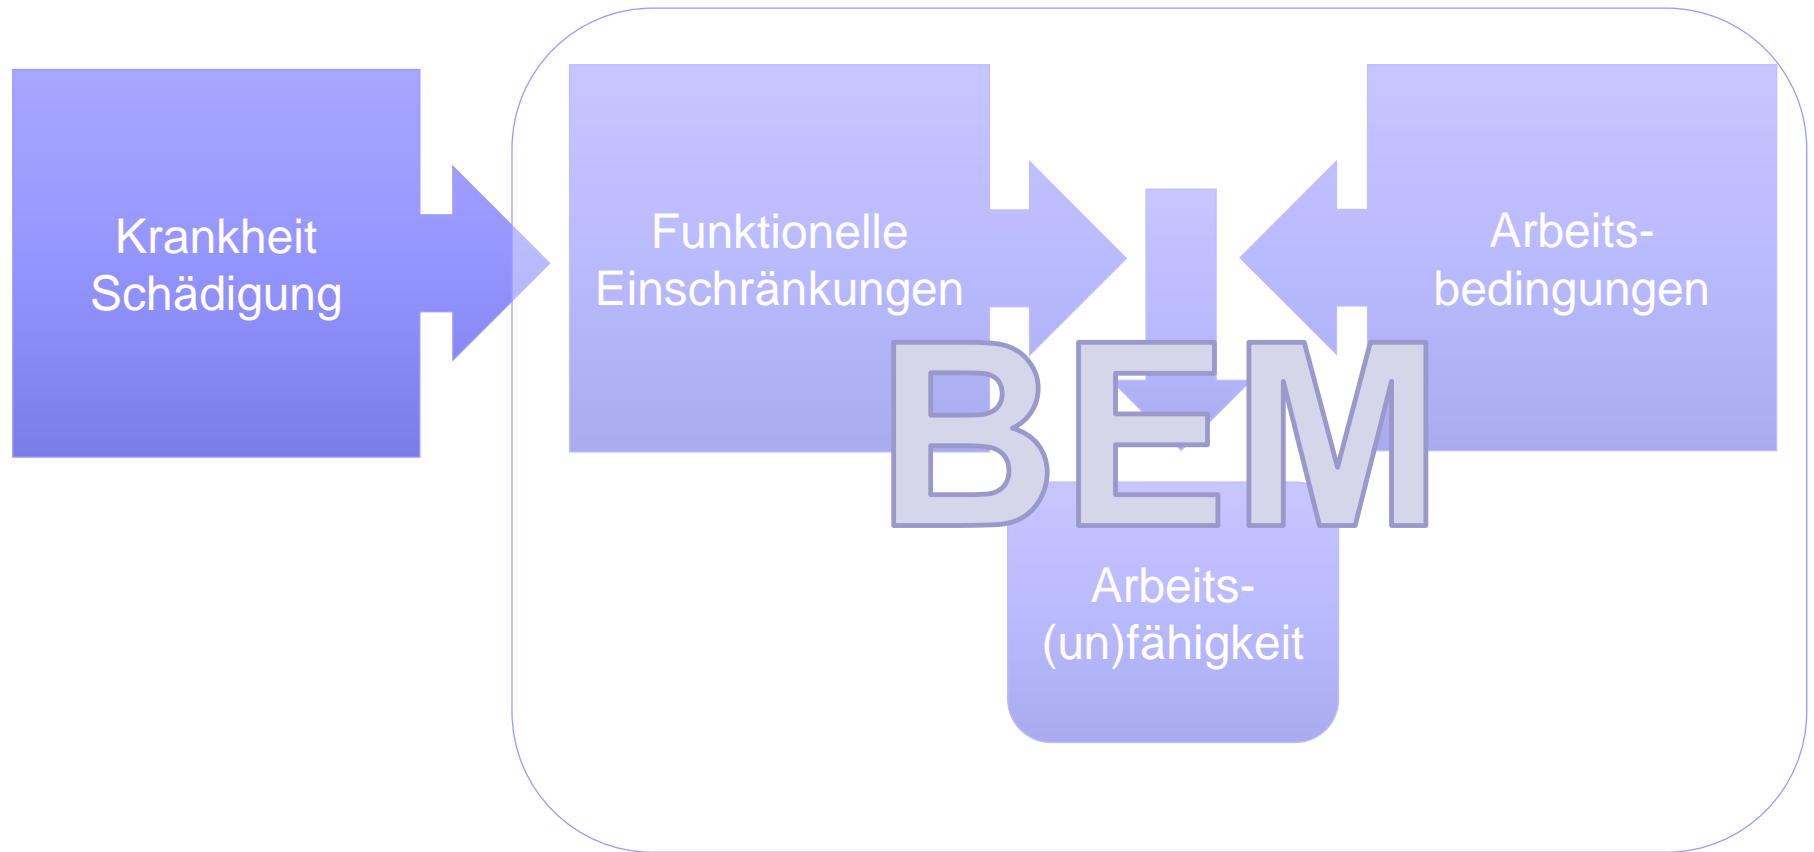 Krankheit
Schädigung
Funktionelle
Einschränkungen
Arbeits-
bedingungen
BEM
Arbeits-
(un)fähigkeit